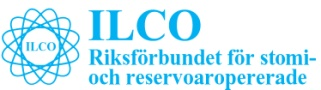 ILCO
ILCO
Riksförbundet för stomi-
och reservoaropererade